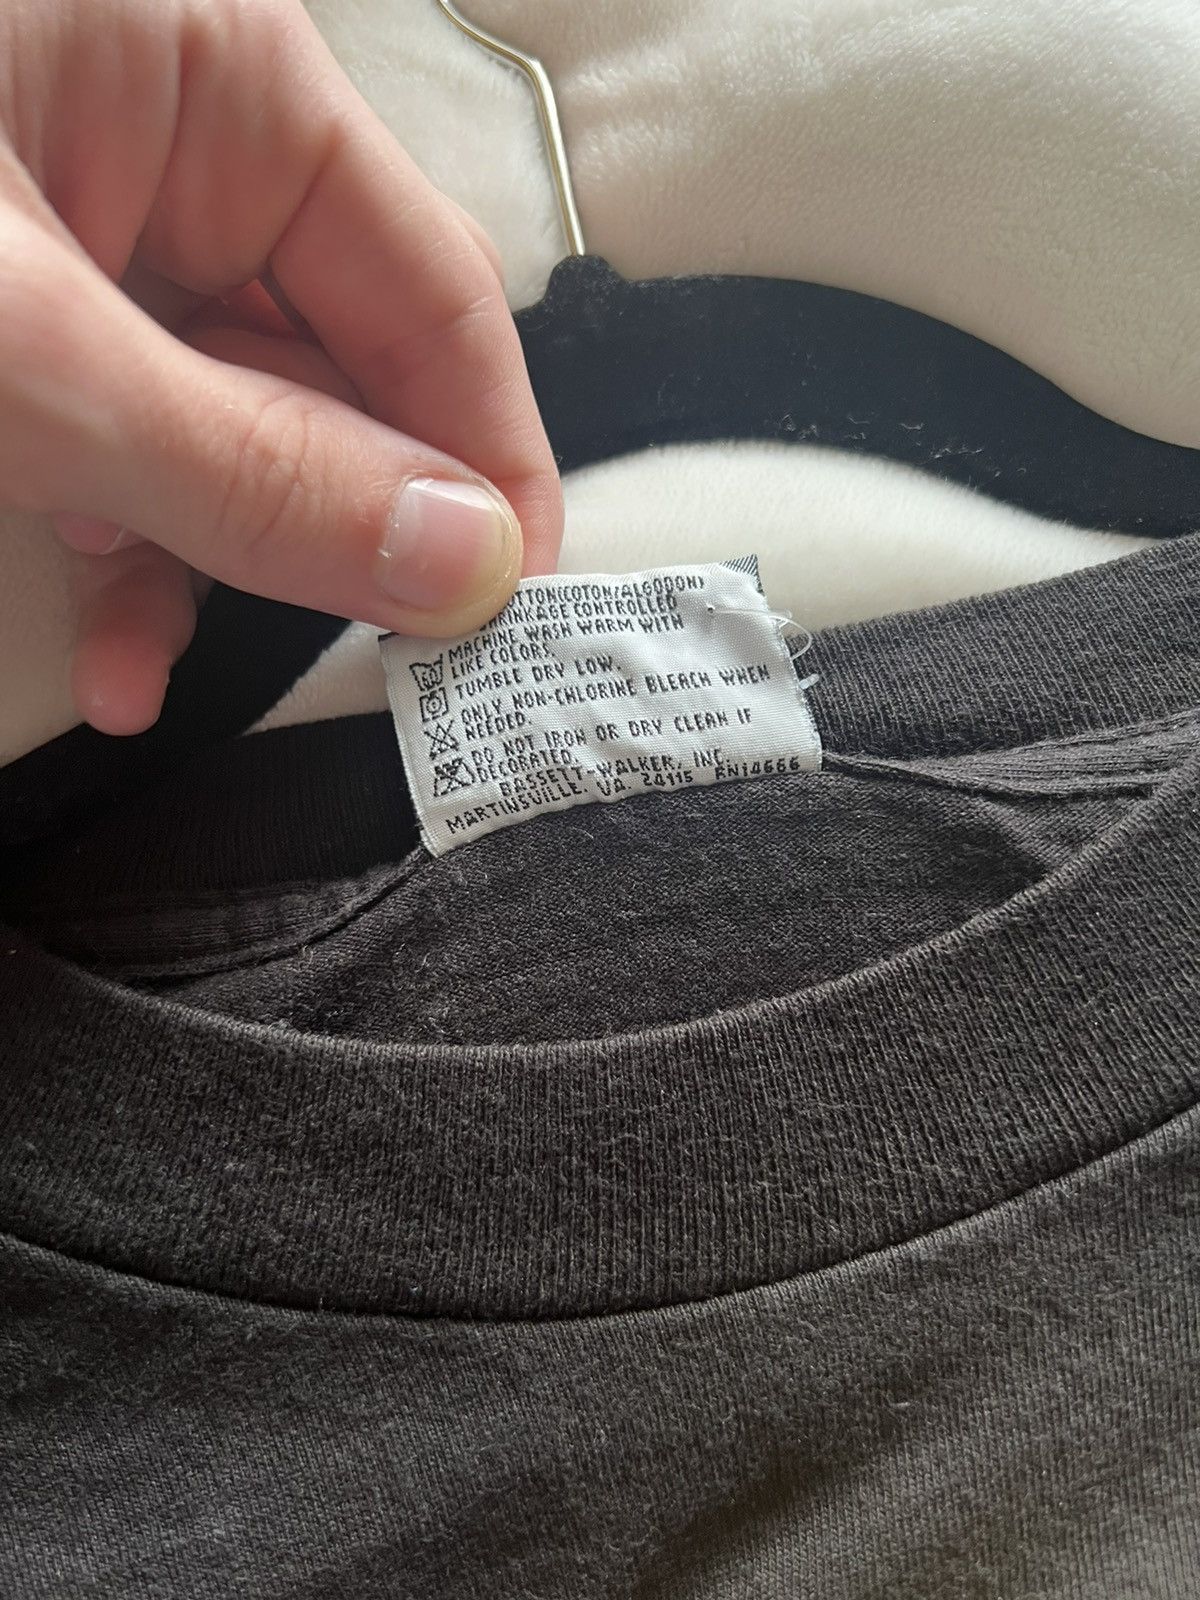 COTTON(COTON/ALGODON)
SHRINKAGE CONTROLLED
MACHINE WASH WARM WITH
LIKE COLORS.
TUMBLE DRY LOW.
ONLY NON-CHLORINE BLEACH WHEN
NEEDED.
DO NOT IRON OR DRY CLEAN IF
DECORATED.
BASSETT-WALKER, INC.
MARTINSVILLE, VA. 24115 RN14666